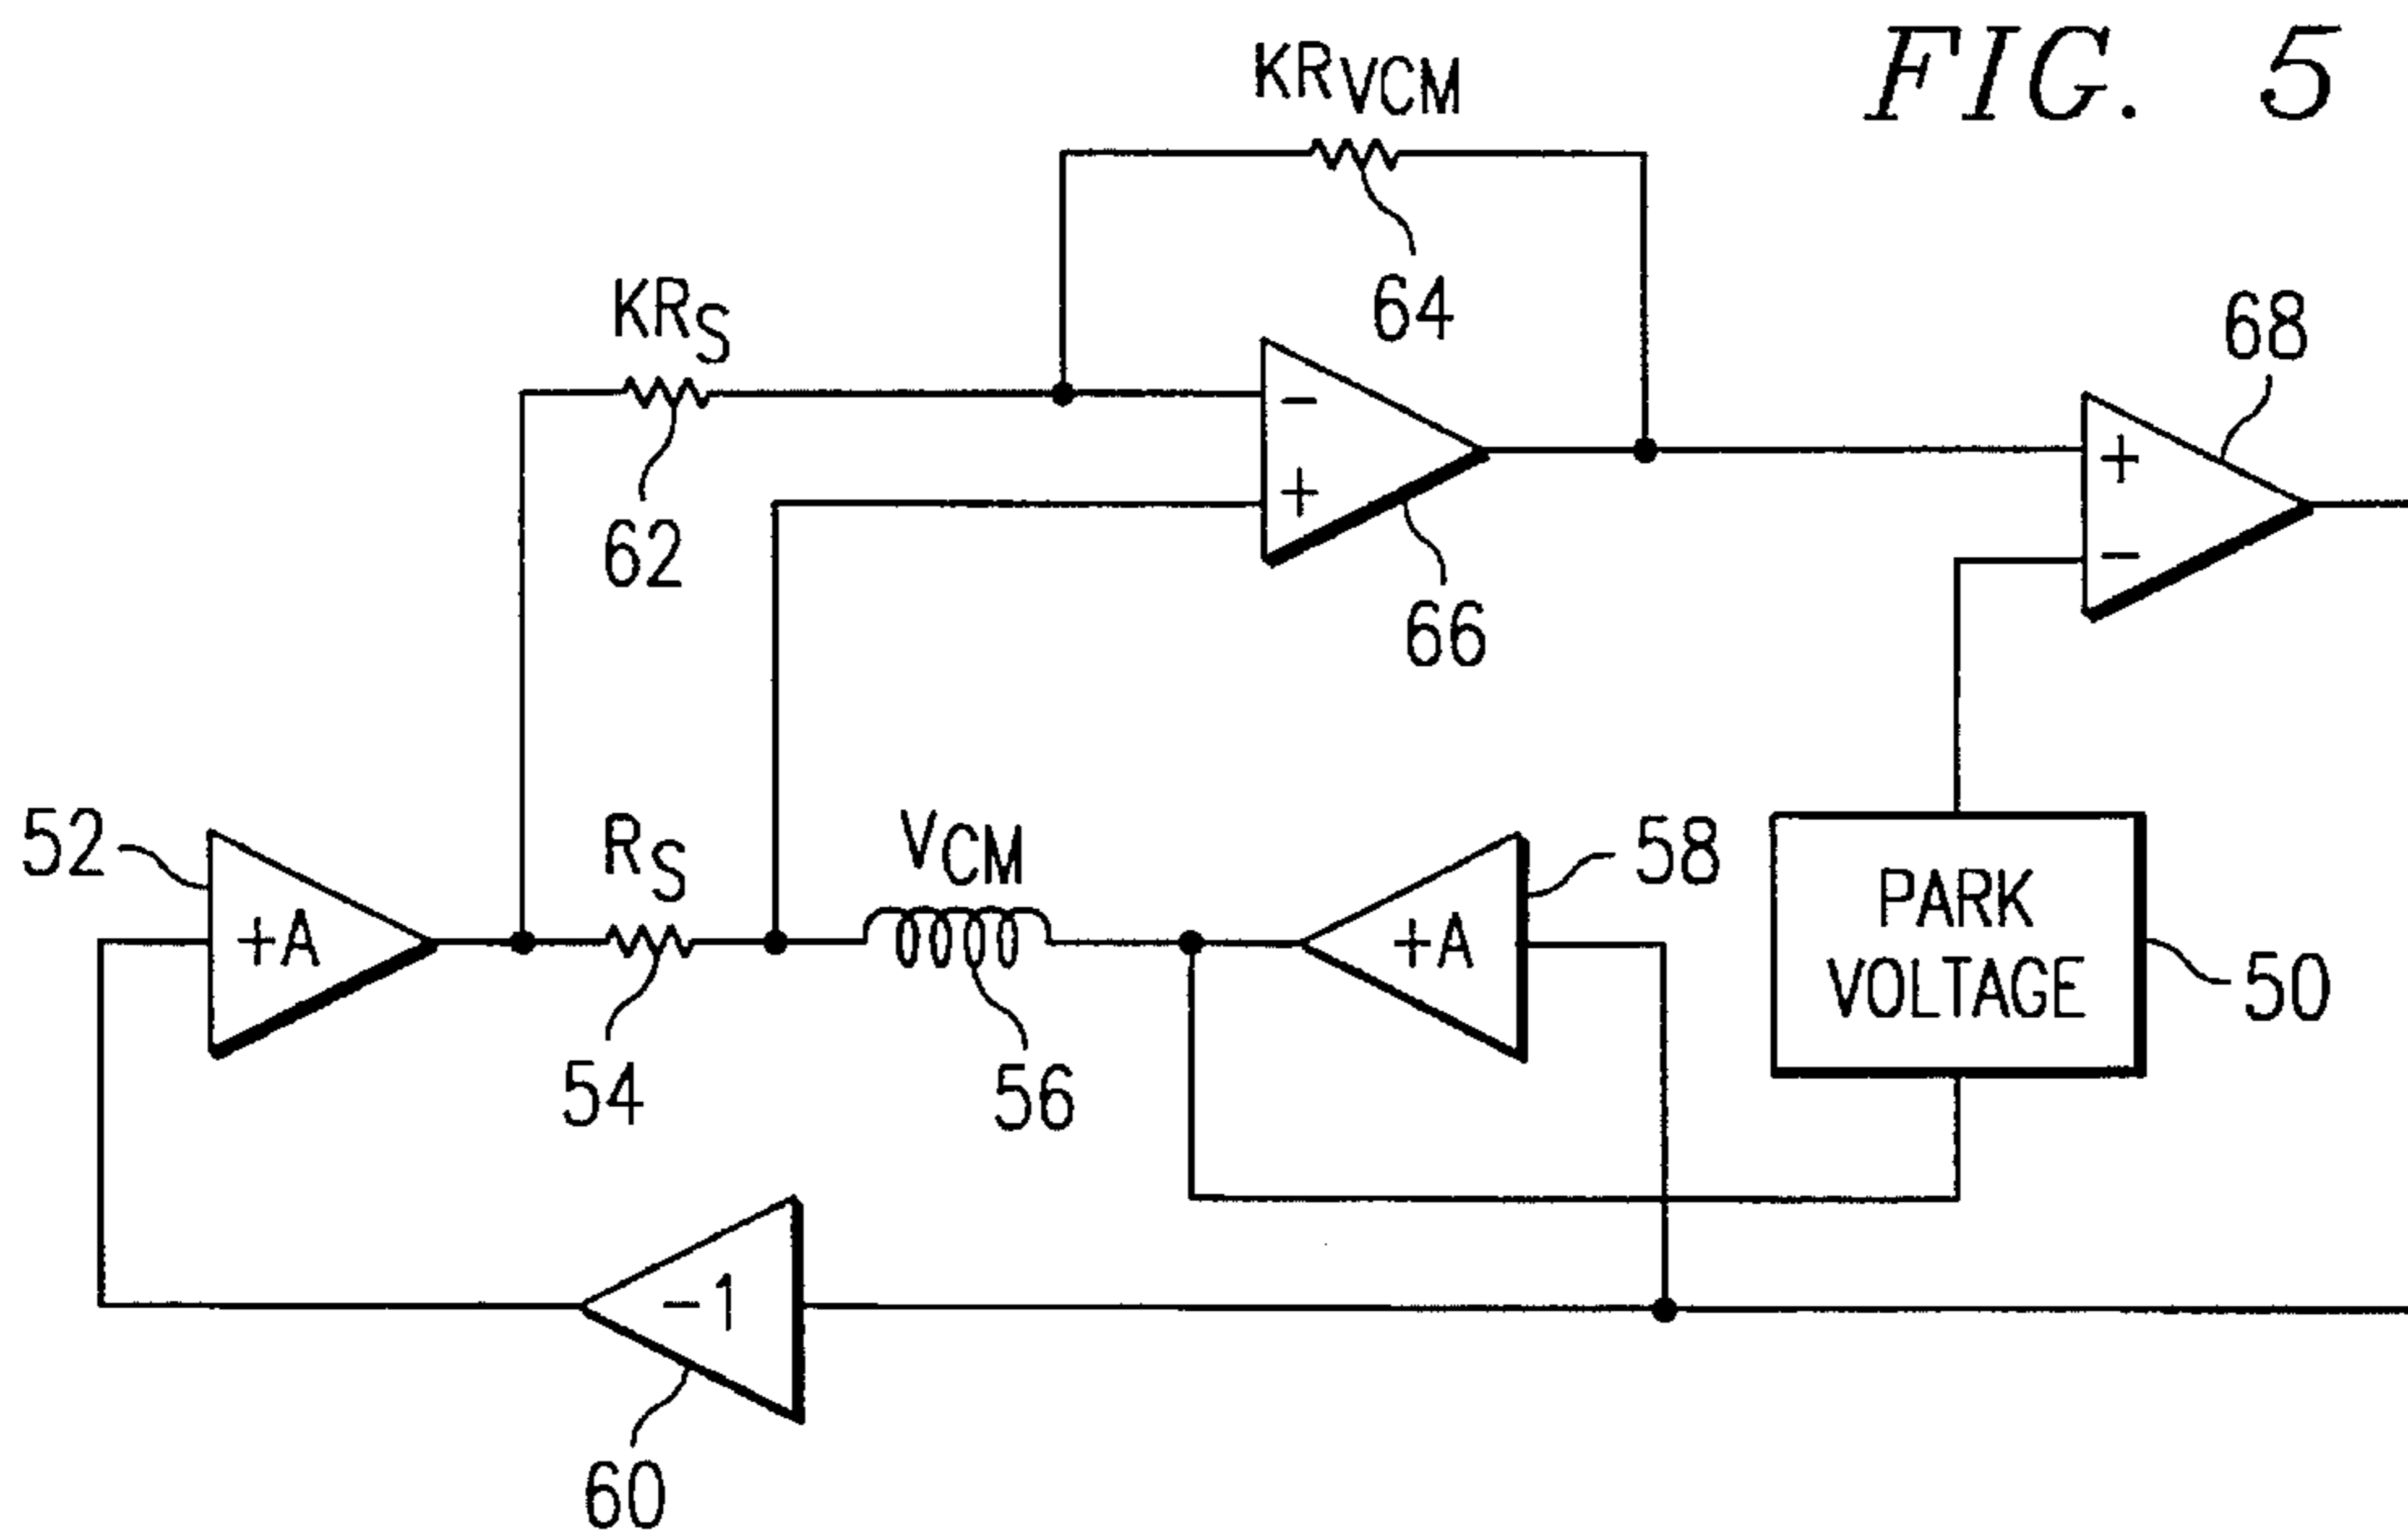 FIG. 5
KRVCM
64
KRS
62
66
68
-
+
+
-
52
+A
RS
54
VCM
56
+A
58
PARK
VOLTAGE
50
-1
60